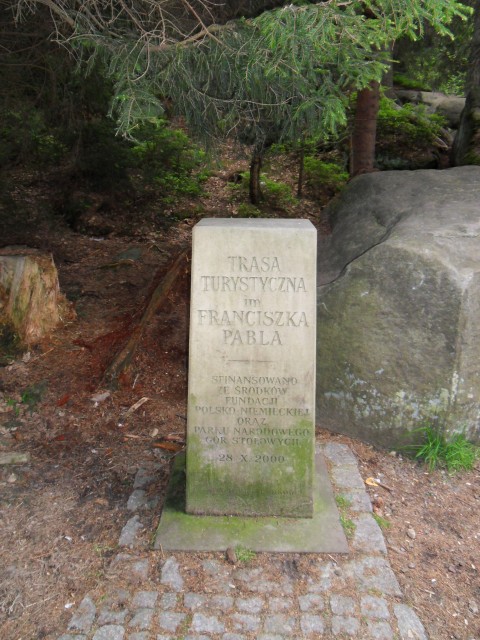 TRASA
TURYSTYCZNA
im
FRANCISZKA
PABLA
SFINANSOWANO
ZE ŚRODKÓW
FUNDACJI
POLSKO NIEMIECKIEJ
ORAZ
PARKU NARODOWEGO
GÓR STOŁOWYCH
28 X 2000